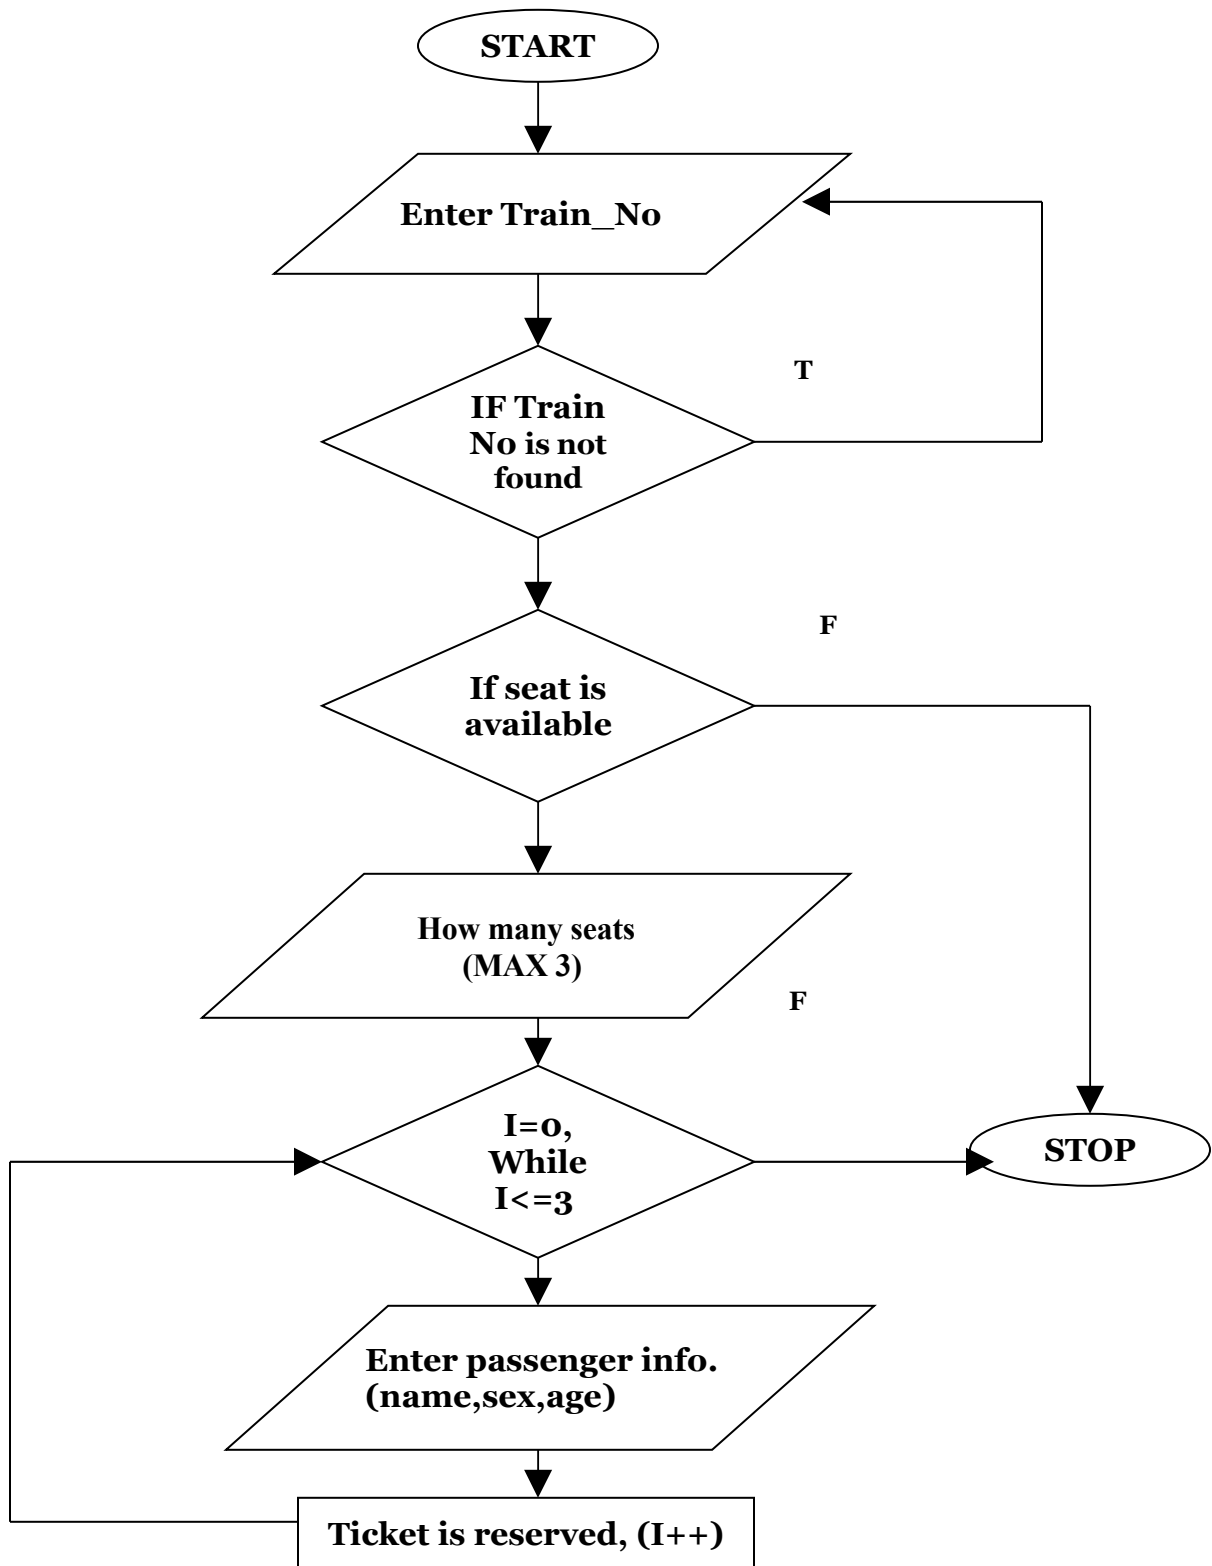 START
Enter Train_No
T
IF Train
No is not
found
F
If seat is
available
How many seats
(MAX 3)
F
I=0,
While
I<=3
STOP
Enter passenger info.
(name,sex,age)
Ticket is reserved, (I++)